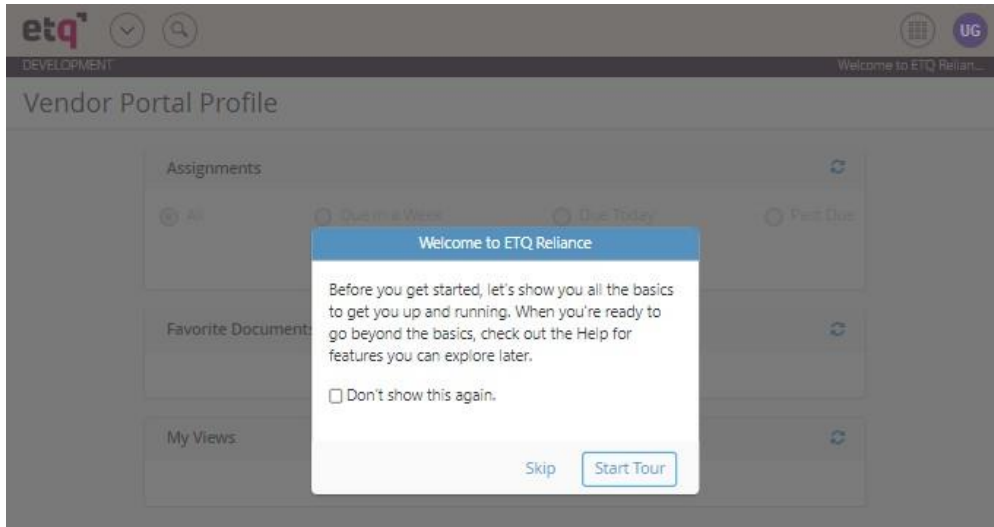 etq
UG
DEVELOPMENT
Welcome to ETQ Relian...
Vendor Portal Profile
Assignments
All
Due in a Week
Due Today
Past Due
Welcome to ETQ Reliance
Before you get started, let's show you all the basics
to get you up and running. When you're ready to
go beyond the basics, check out the Help for
features you can explore later.
Don't show this again.
Skip
Start Tour
Favorite Documents
My Views